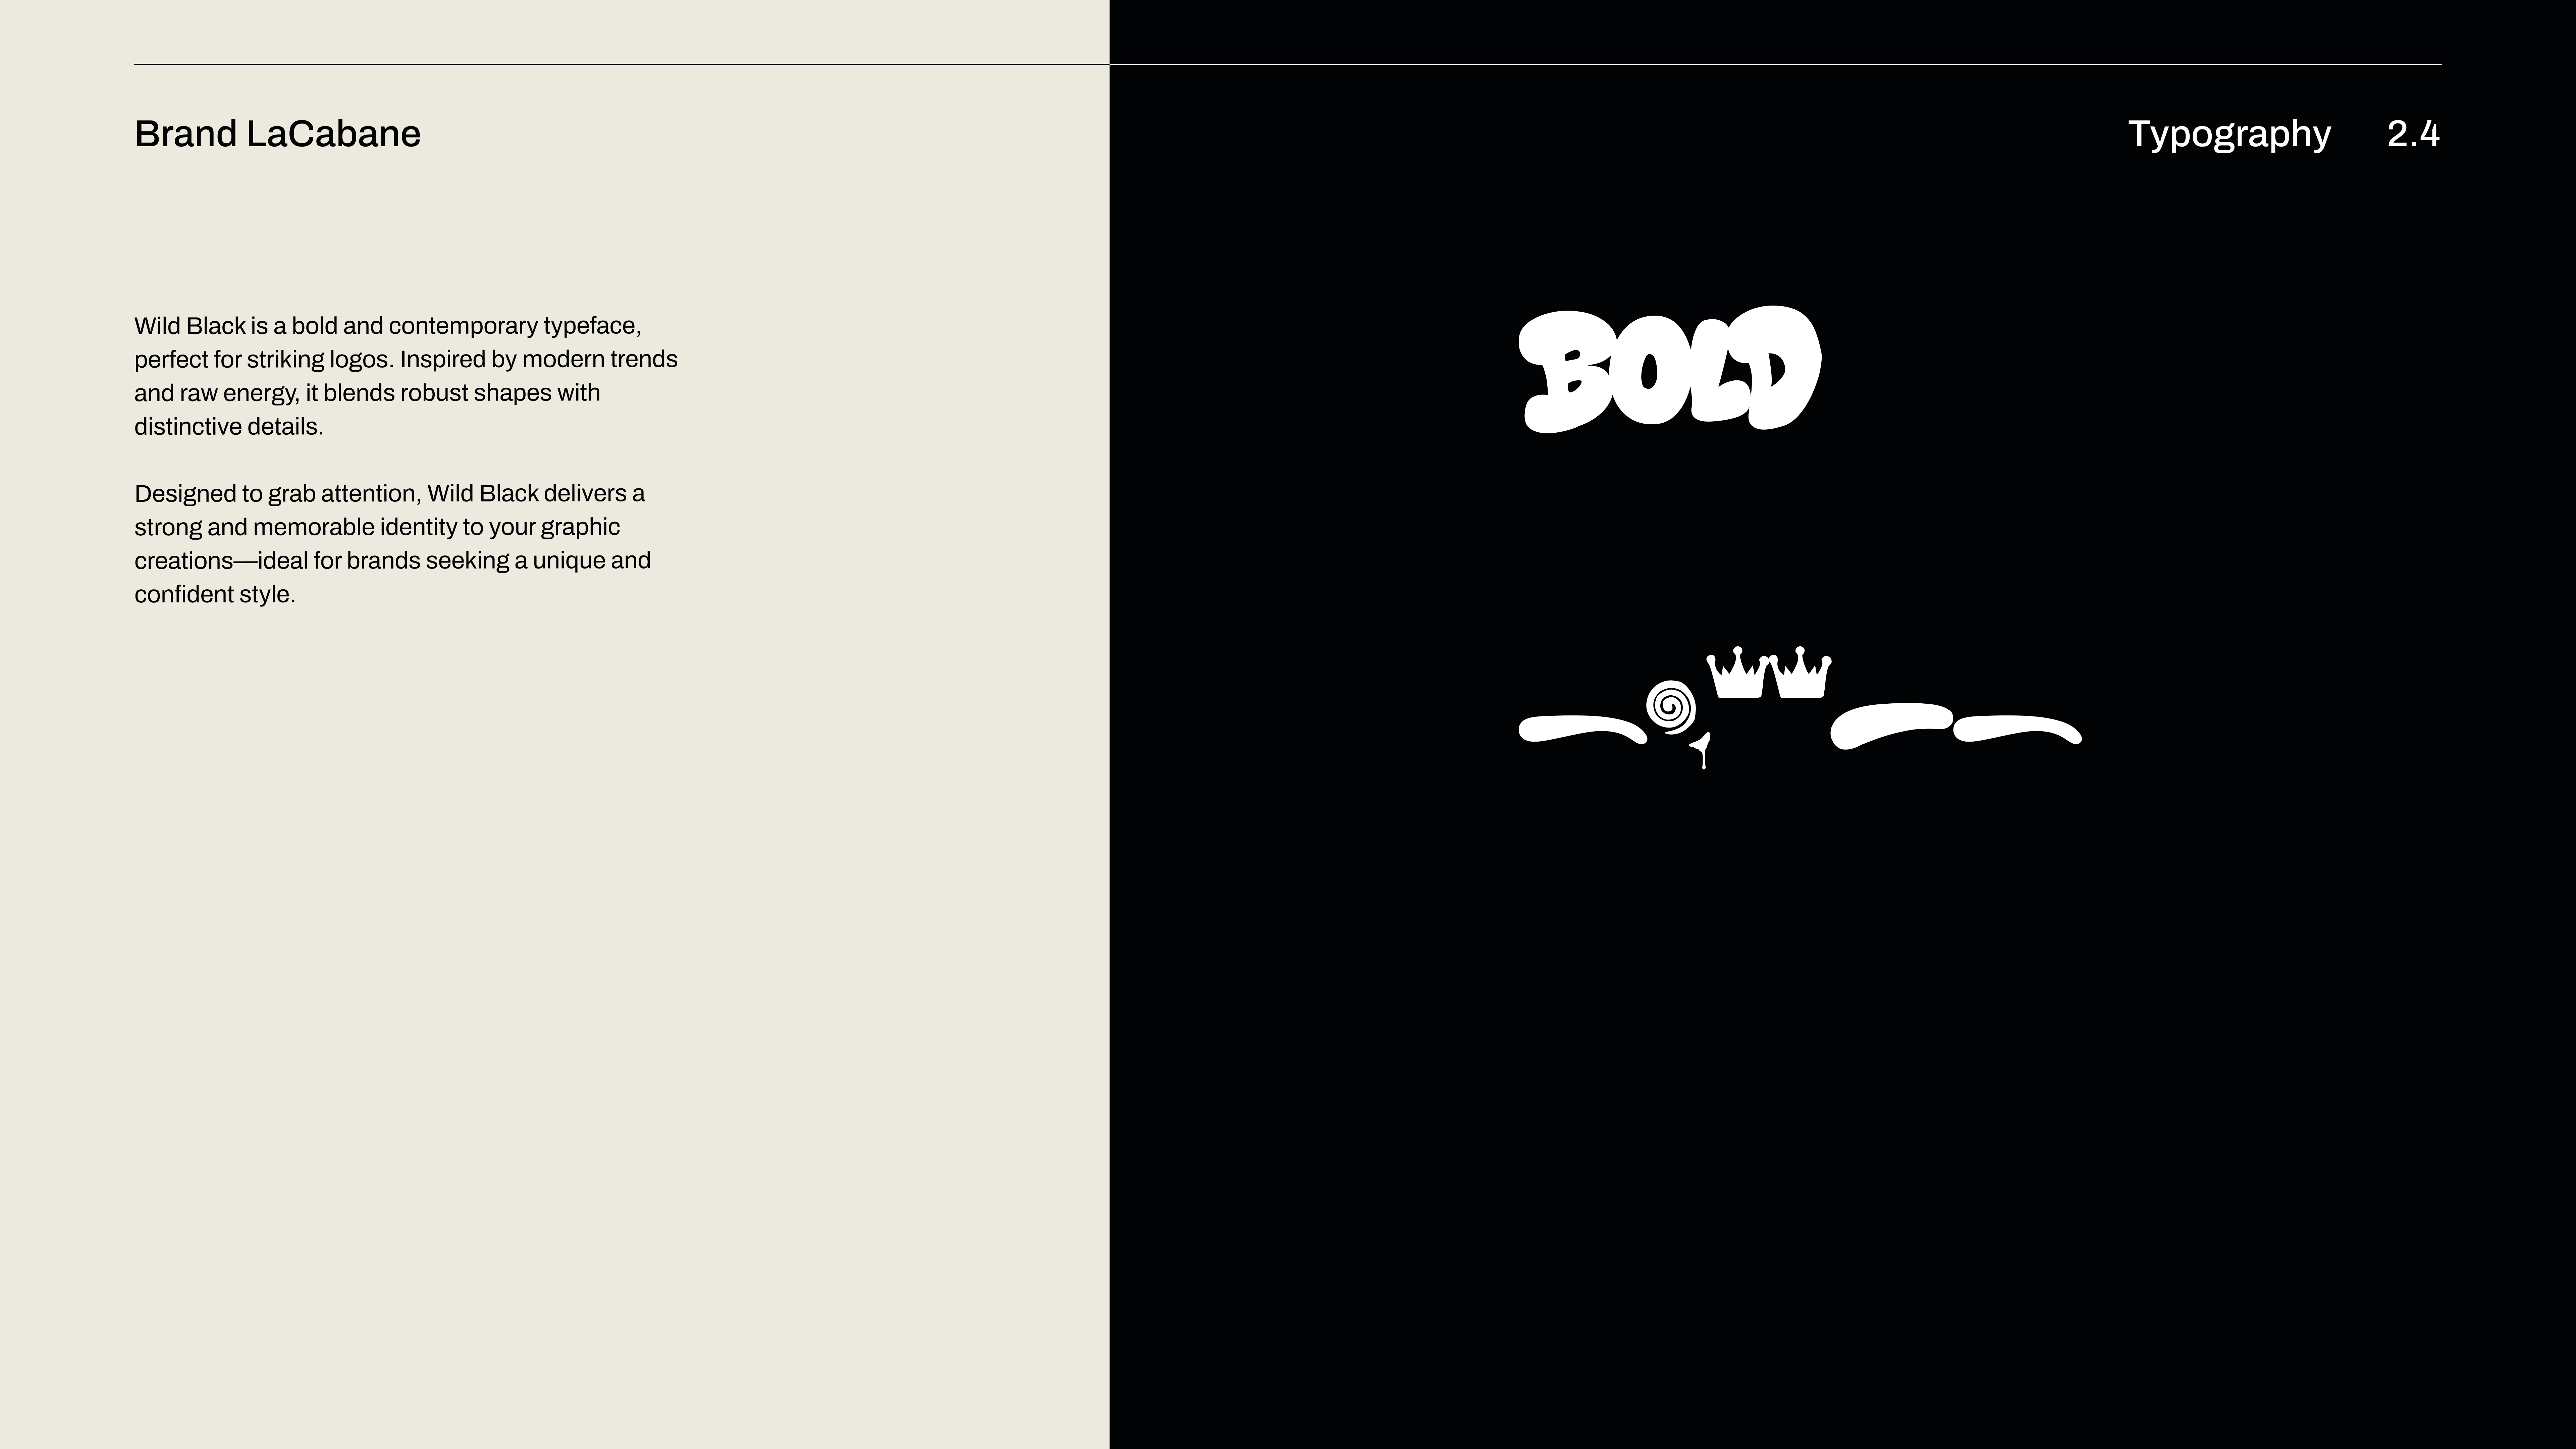 Brand LaCabane
Typography 2.4
Wild Black is a bold and contemporary typeface,
perfect for striking logos. Inspired by modern trends
and raw energy, it blends robust shapes with
distinctive details.
Designed to grab attention, Wild Black delivers a
strong and memorable identity to your graphic
creations—ideal for brands seeking a unique and
confident style.
BOLD